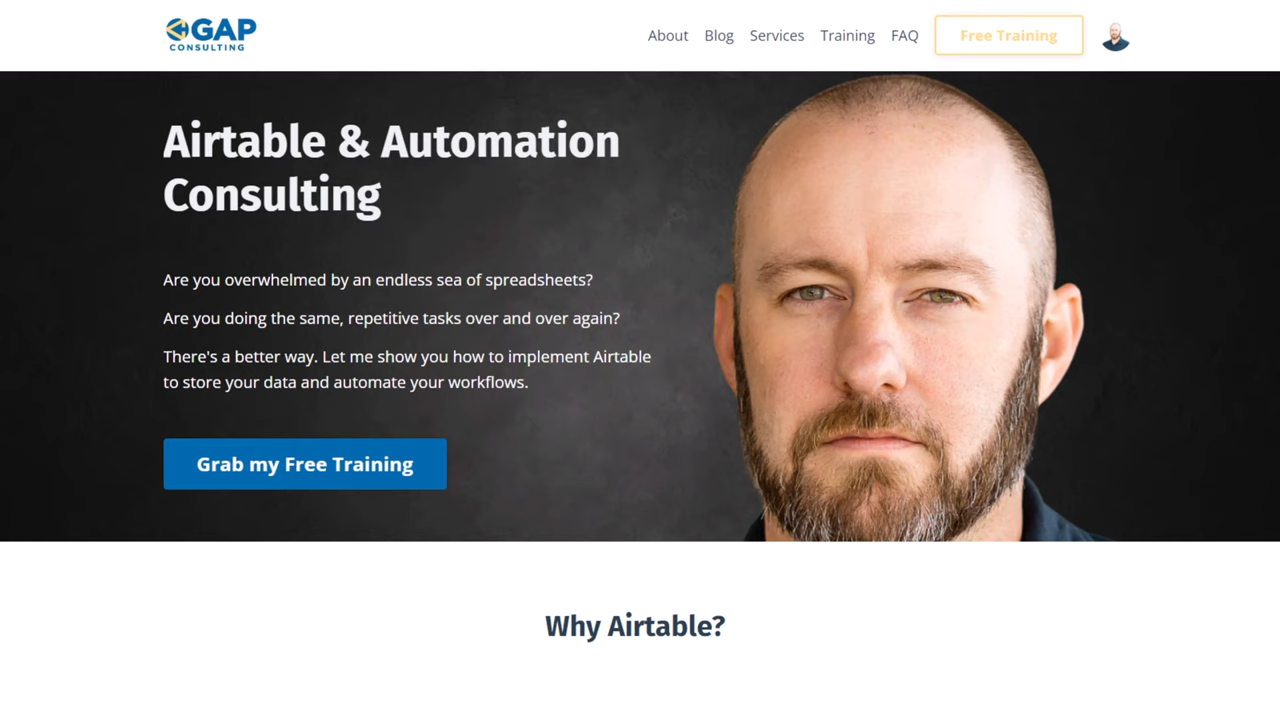 GAP
CONSULTING
About
Blog
Services
Training
FAQ
Free Training
Airtable & Automation
Consulting
Are you overwhelmed by an endless sea of spreadsheets?
Are you doing the same, repetitive tasks over and over again?
There's a better way. Let me show you how to implement Airtable
to store your data and automate your workflows.
Grab my Free Training
Why Airtable?